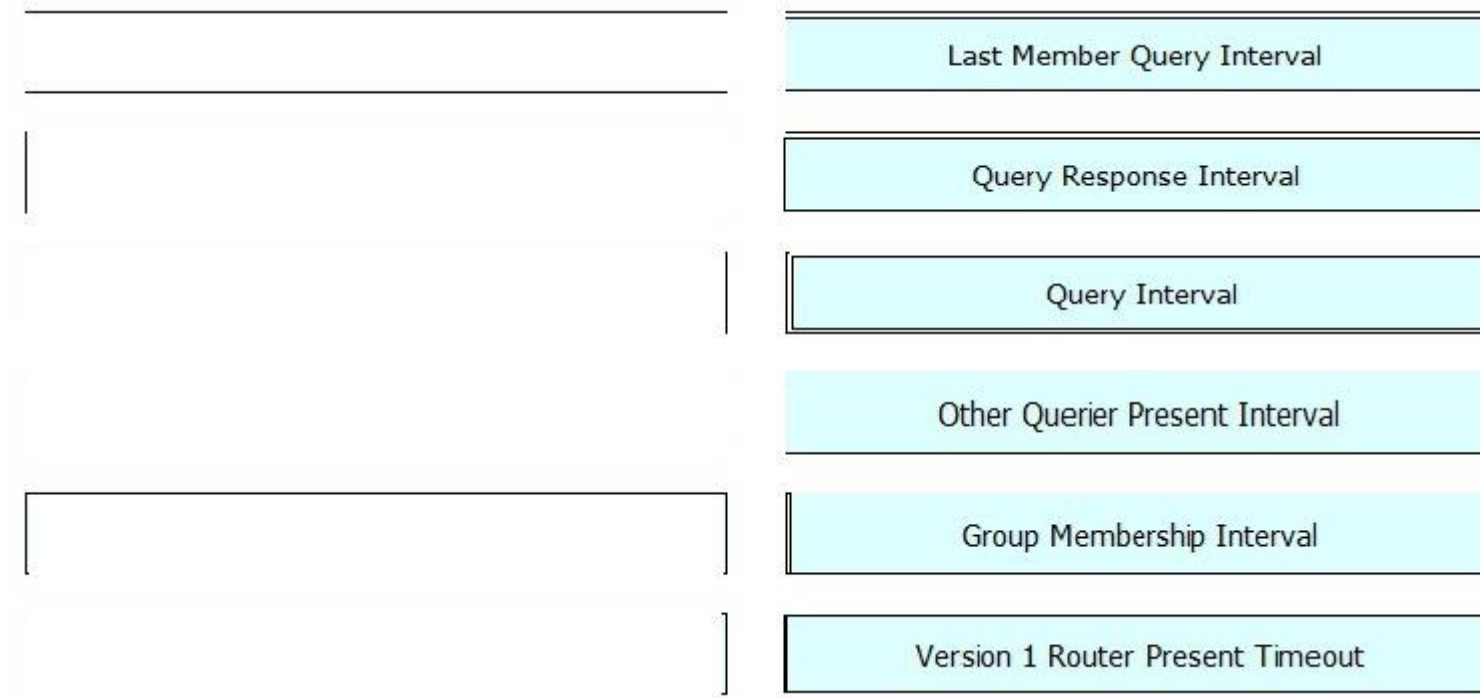 Last Member Query Interval
Query Response Interval
Query Interval
Other Querier Present Interval
Group Membership Interval
Version 1 Router Present Timeout